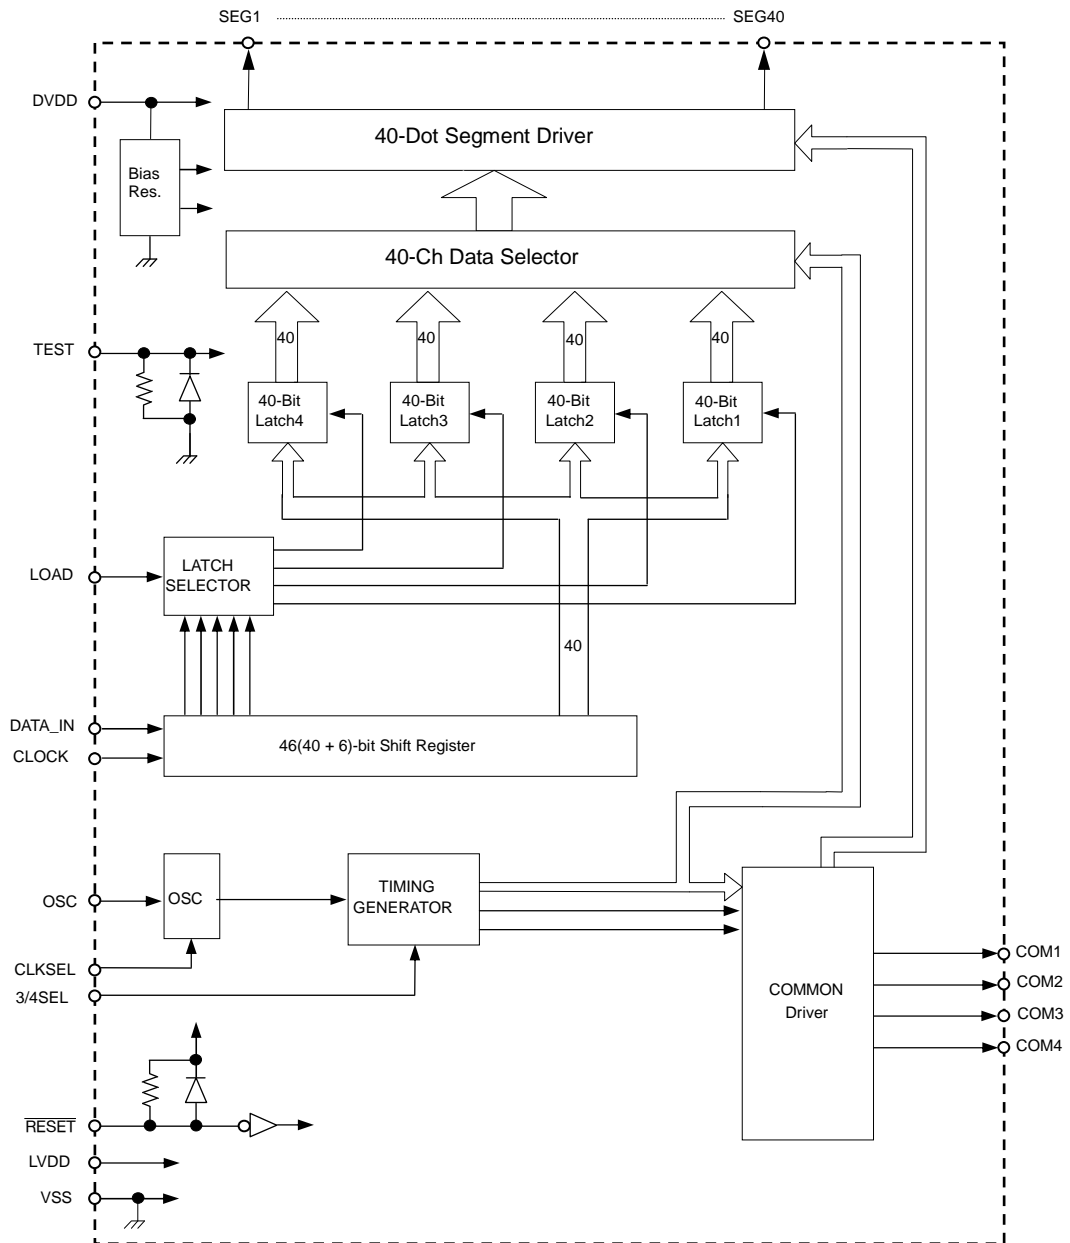 SEG1
SEG40
DVDD
40-Dot Segment Driver
Bias
Res.
40-Ch Data Selector
TEST
40
40
40
40
40-Bit
Latch4
40-Bit
Latch3
40-Bit
Latch2
40-Bit
Latch1
LOAD
LATCH
SELECTOR
40
DATA_IN
CLOCK
46(40 + 6)-bit Shift Register
OSC
OSC
TIMING
GENERATOR
CLKSEL
3/4SEL
COMMON
Driver
COM1
COM2
COM3
COM4
RESET
LVDD
VSS